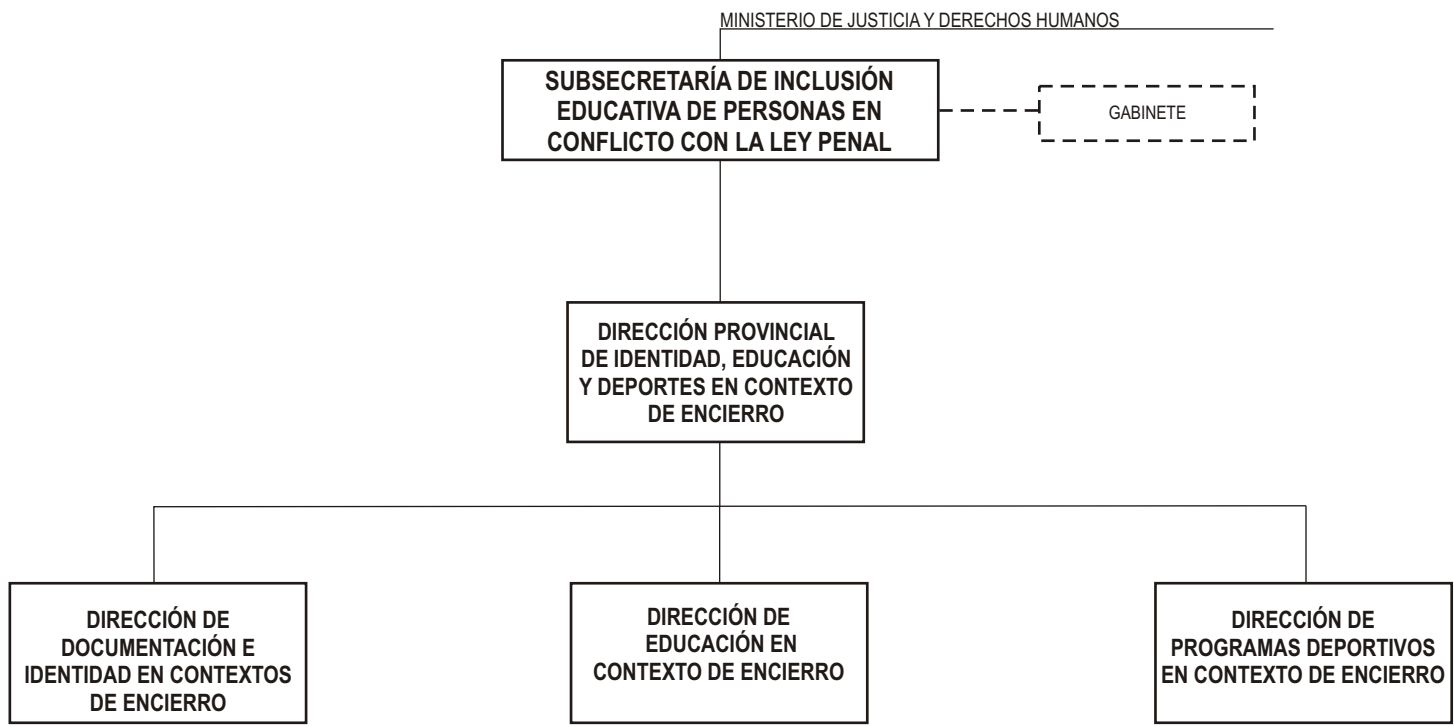 MINISTERIO DE JUSTICIA Y DERECHOS HUMANOS
SUBSECRETARÍA DE INCLUSIÓN
EDUCATIVA DE PERSONAS EN
CONFLICTO CON LA LEY PENAL
GABINETE
DIRECCIÓN PROVINCIAL
DE IDENTIDAD, EDUCACIÓN
Y DEPORTES EN CONTEXTO
DE ENCIERRO
DIRECCIÓN DE
DOCUMENTACIÓN E
IDENTIDAD EN CONTEXTOS
DE ENCIERRO
DIRECCIÓN DE
EDUCACIÓN EN
CONTEXTO DE ENCIERRO
DIRECCIÓN DE
PROGRAMAS DEPORTIVOS
EN CONTEXTO DE ENCIERRO